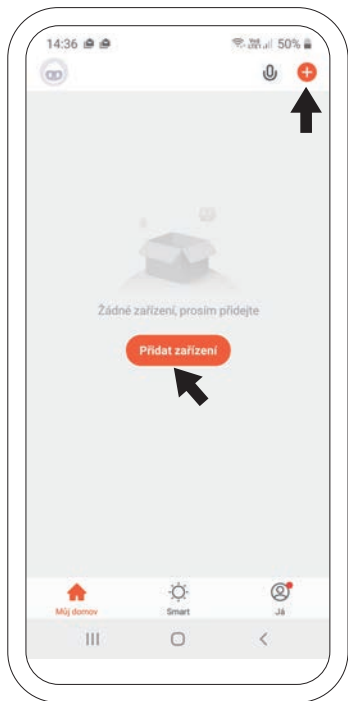 14:36 50%
Žádné zařízení, prosím přidejte
Přidat zařízení
Můj domov Smart Já